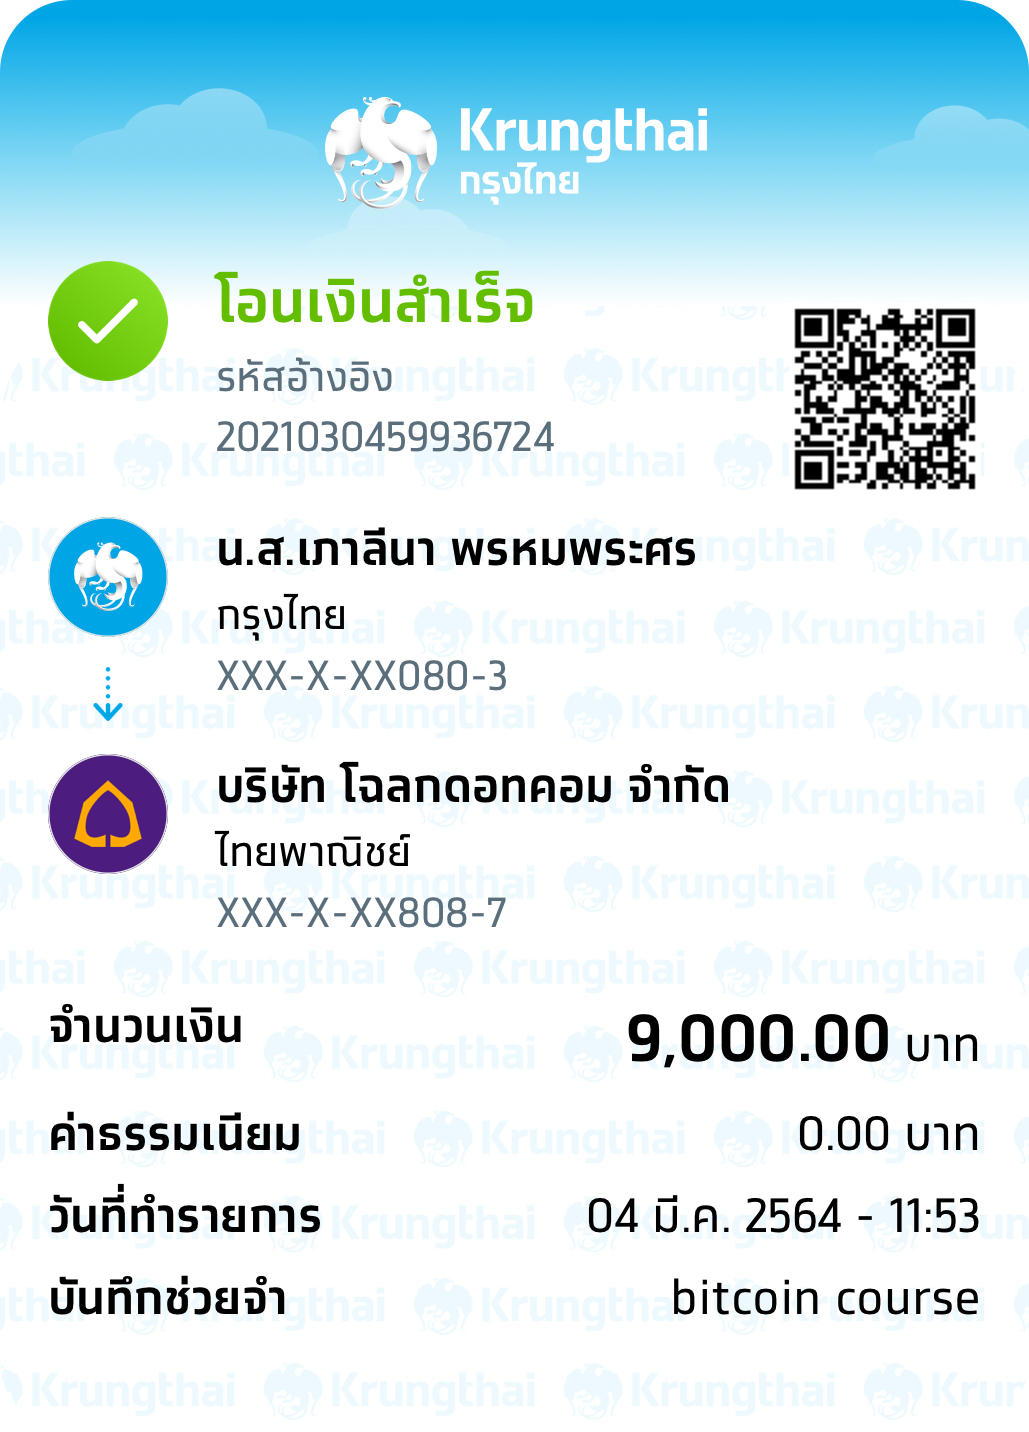 Krungthai
กรุงไทย
โอนเงินสำเร็จ
รหัสอ้างอิง
2021030459936724
น.ส.เภาลีนา พรหมพระศร
กรุงไทย
XXX-X-XX080-3
บริษัท โฉลกดอทคอม จำกัด
ไทยพาณิชย์
XXX-X-XX808-7
จำนวนเงิน 9,000.00 บาท
ค่าธรรมเนียม 0.00 บาท
วันที่ทำรายการ 04 มี.ค. 2564 - 11:53
บันทึกช่วยจำ bitcoin course